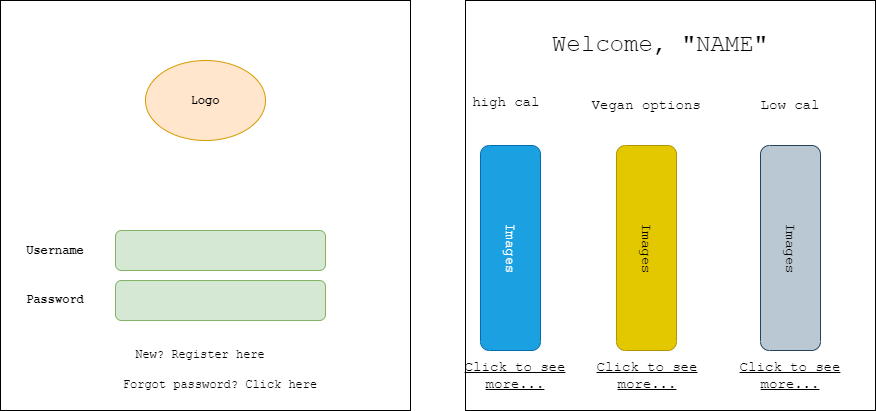 Logo
Username
Password
New? Register here
Forgot password? Click here
Welcome, "NAME"
high cal
Vegan options
Low cal
Images
Images
Images
Click to see
more...
Click to see
more...
Click to see
more...